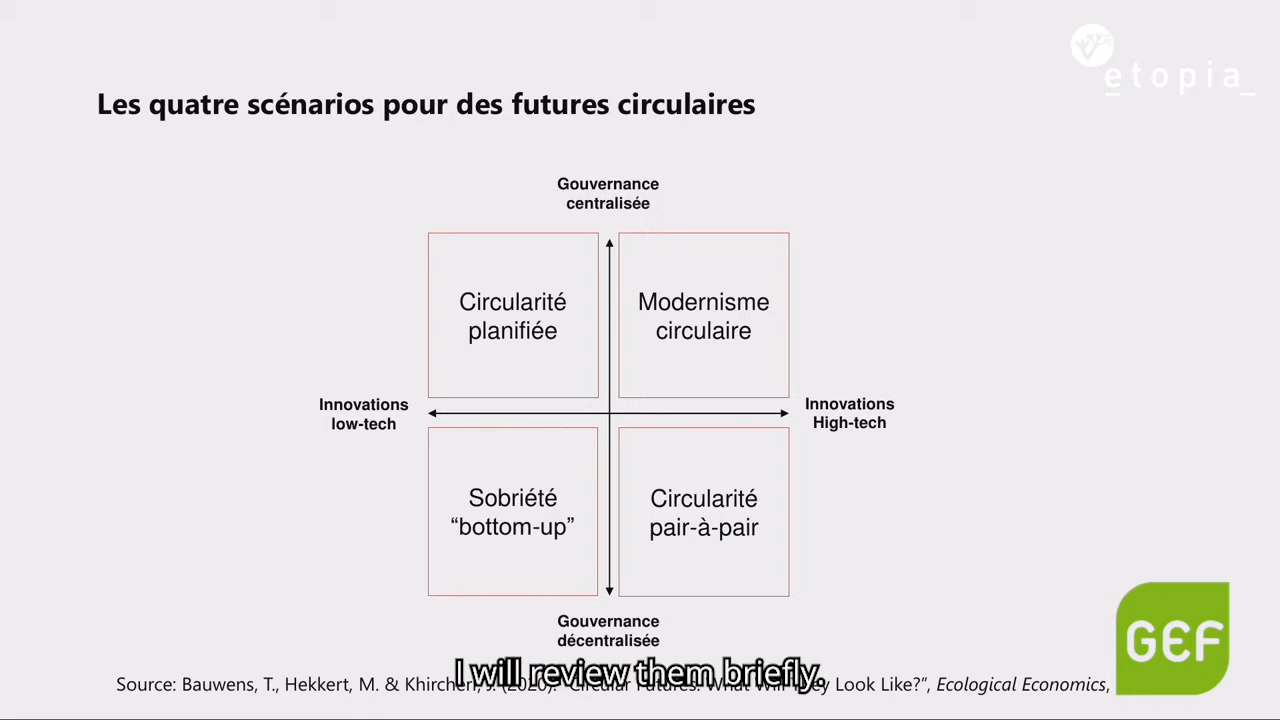 etopia_
Les quatre scénarios pour des futures circulaires
Gouvernance
centralisée
Circularité
planifiée
Modernisme
circulaire
Innovations
low-tech
Innovations
High-tech
Sobriété
“bottom-up”
Circularité
pair-à-pair
Gouvernance
décentralisée
GEF
I will review them briefly.
Source: Bauwens, T., Hekkert, M. & Khircherr, J. (2020). “Circular Futures: What Will They Look Like?”, Ecological Economics,